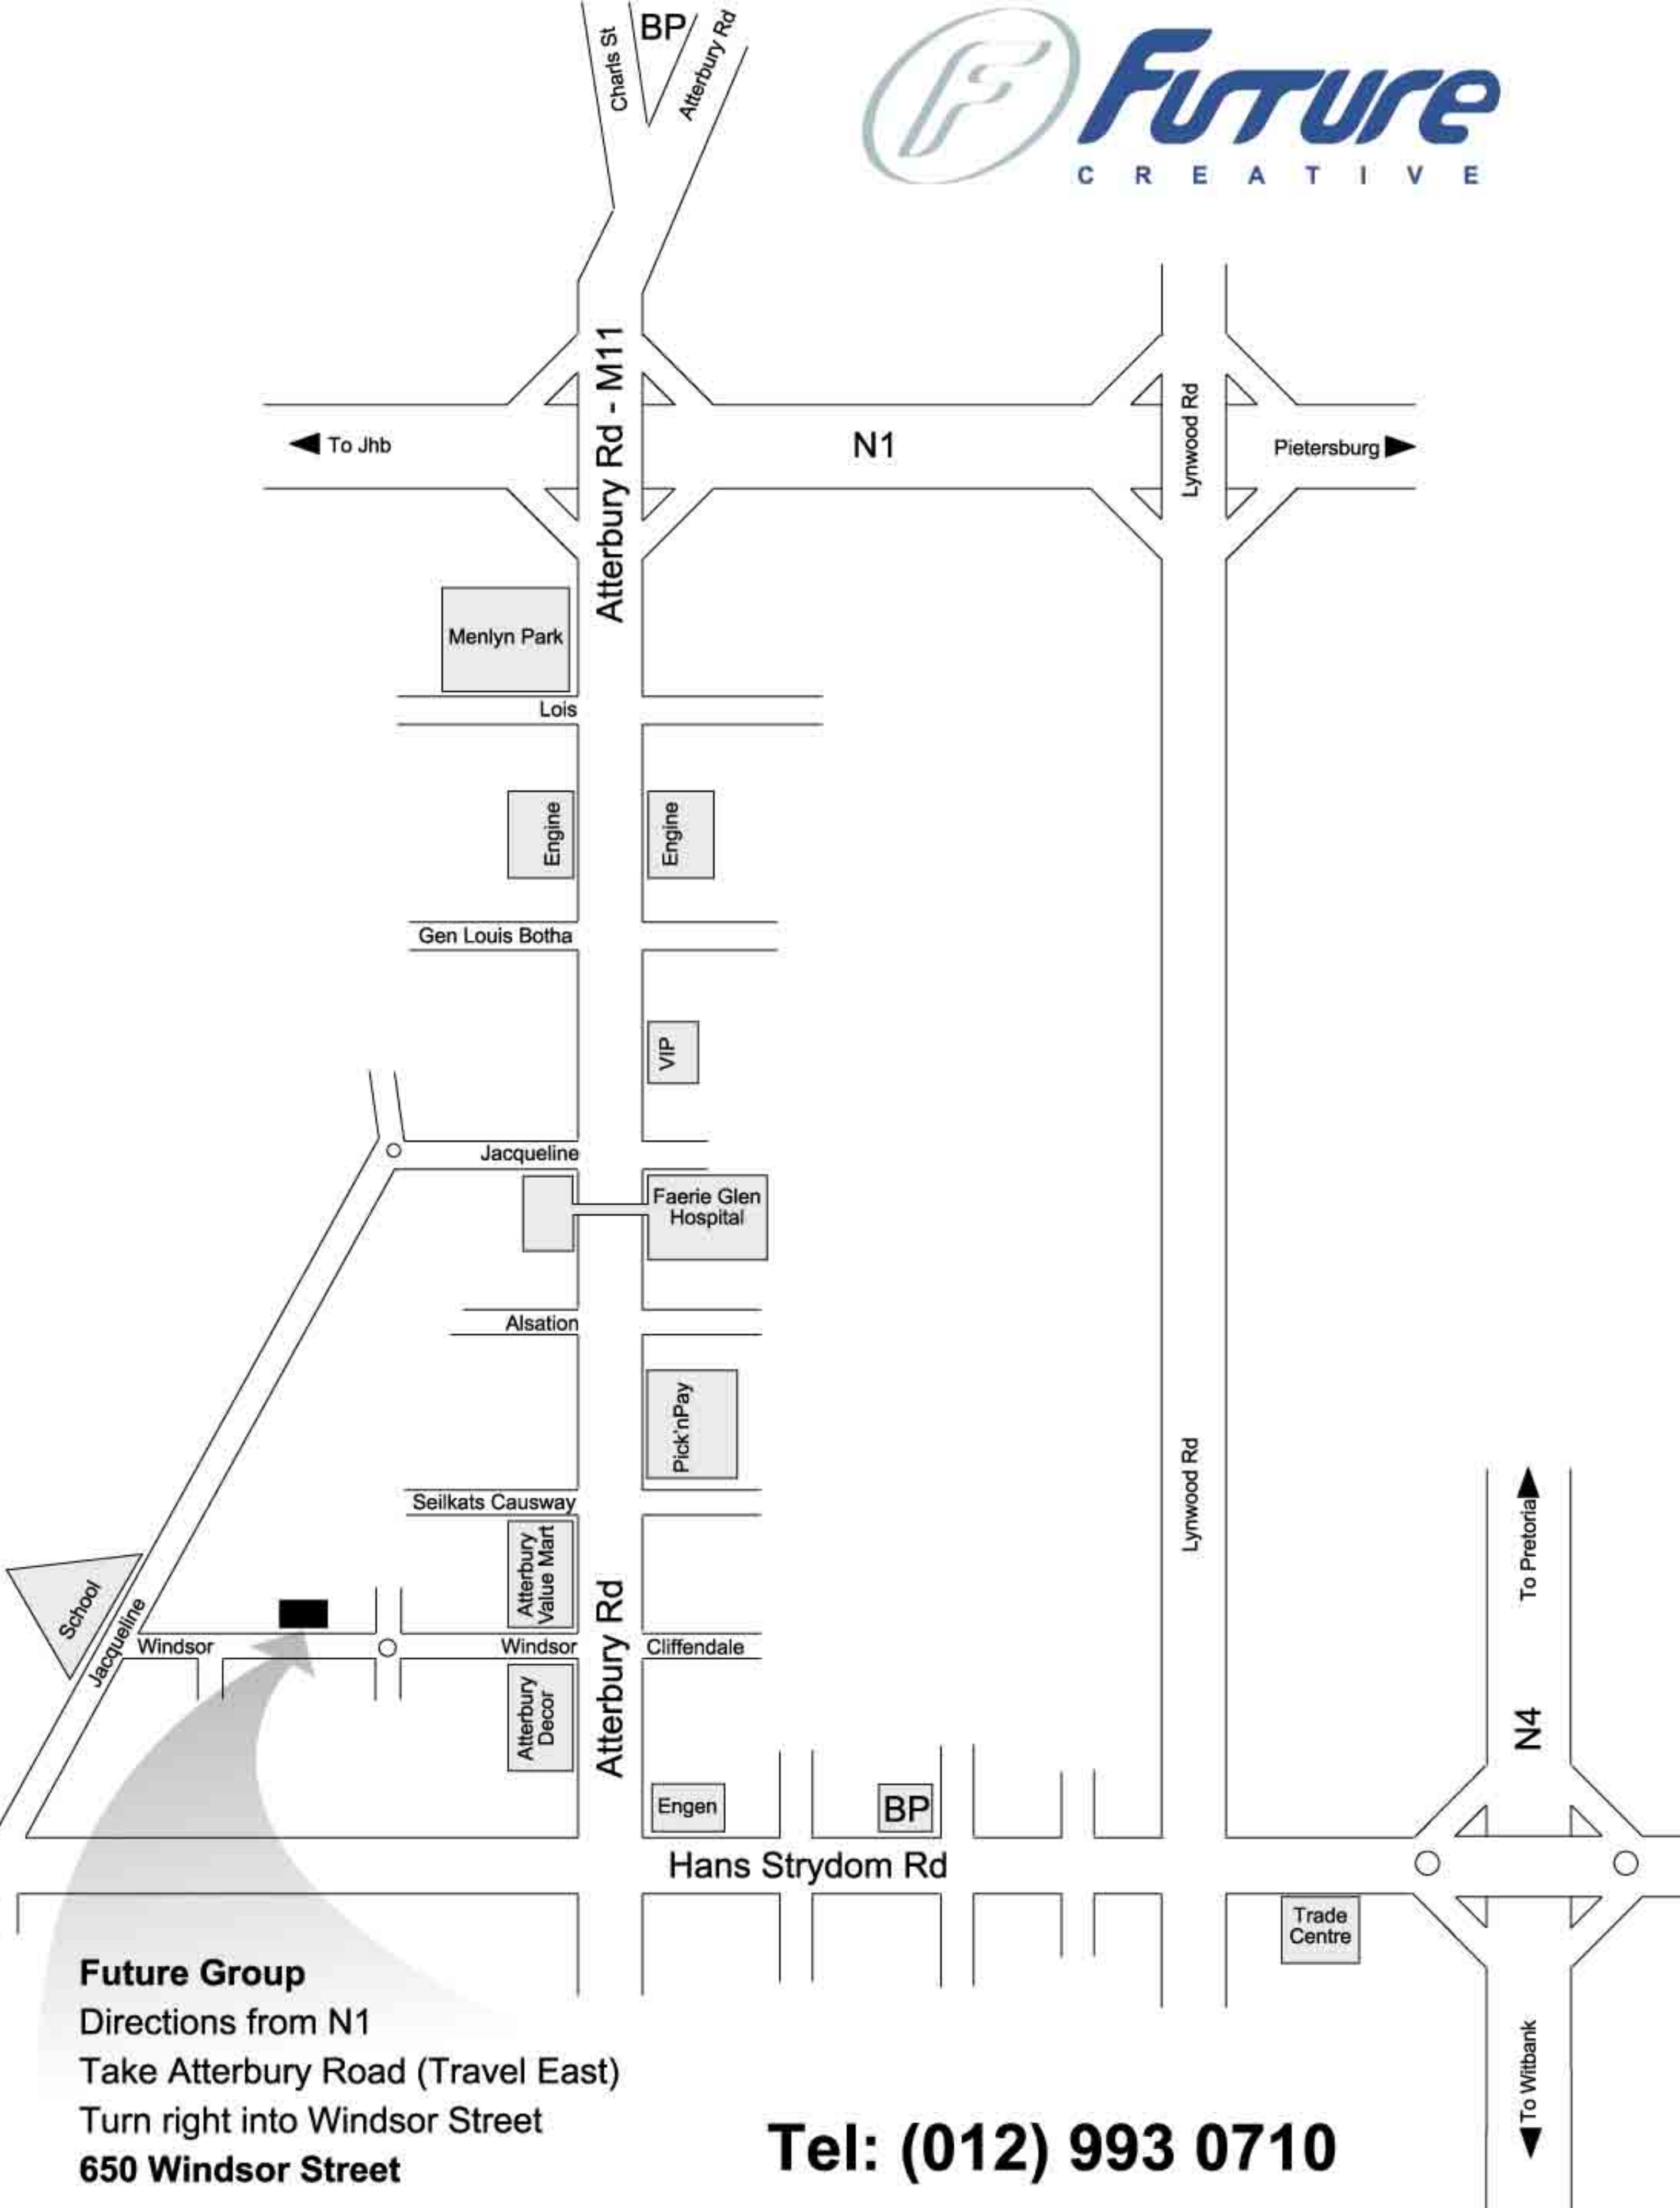 Charls St
BP
Atterbury Rd
F
Future
CREATIVE
Atterbury Rd - M11
To Jhb
N1
Lynwood Rd
Pietersburg
Menlyn Park
Lois
Engine
Engine
Gen Louis Botha
VIP
Jacqueline
Faerie Glen
Hospital
Alsation
Pick'nPay
Seilkats Causway
Atterbury
Value Mart
Lynwood Rd
To Pretoria
School
Jacqueline
Windsor
Windsor
Atterbury Rd
Cliffendale
Atterbury
Decor
N4
Engen
BP
Hans Strydom Rd
Trade
Centre
To Witbank
Future Group
Directions from N1
Take Atterbury Road (Travel East)
Turn right into Windsor Street
650 Windsor Street
Tel: (012) 993 0710